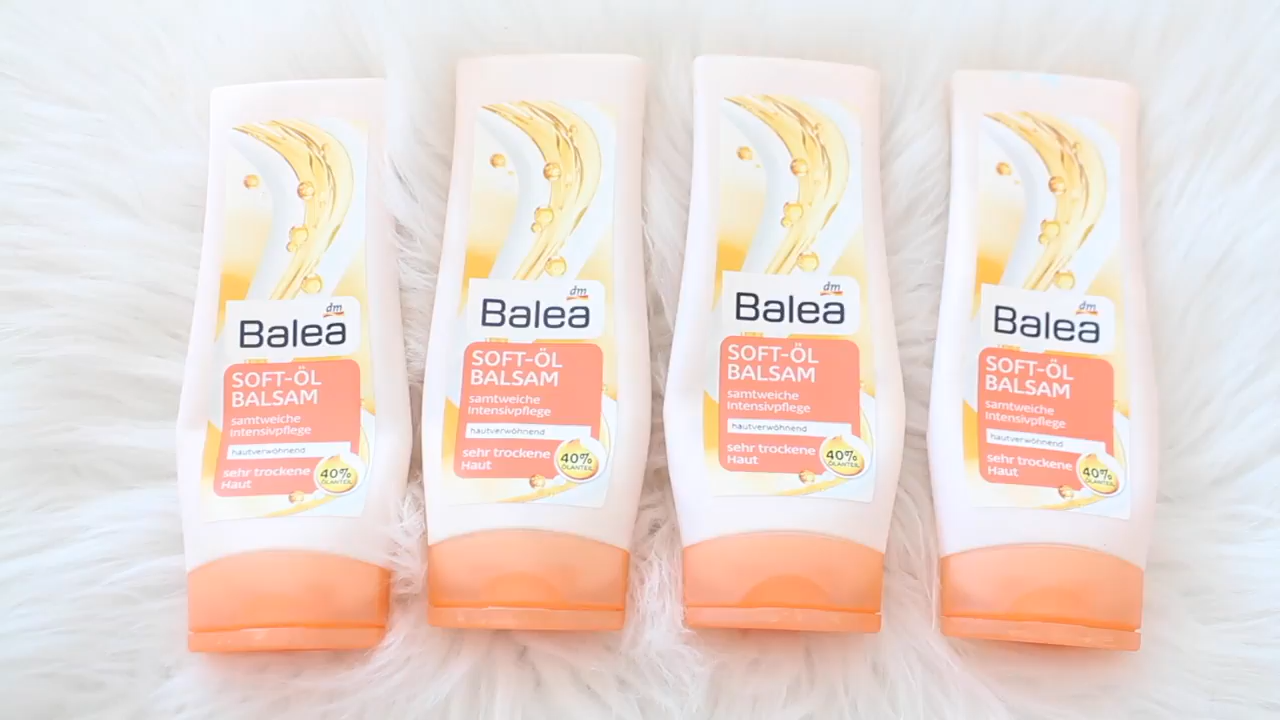 dm
Balea
SOFT-ÖL
BALSAM
samtweiche
Intensivpflege
hautverwöhnend
sehr trockene
Haut
40%
ÖLANTEIL
dm
Balea
SOFT-ÖL
BALSAM
samtweiche
Intensivpflege
hautverwöhnend
sehr trockene
Haut
40%
ÖLANTEIL
dm
Balea
SOFT-ÖL
BALSAM
samtweiche
Intensivpflege
hautverwöhnend
sehr trockene
Haut
40%
ÖLANTEIL
dm
Balea
SOFT-ÖL
BALSAM
samtweiche
Intensivpflege
hautverwöhnend
sehr trockene
Haut
40%
ÖLANTEIL